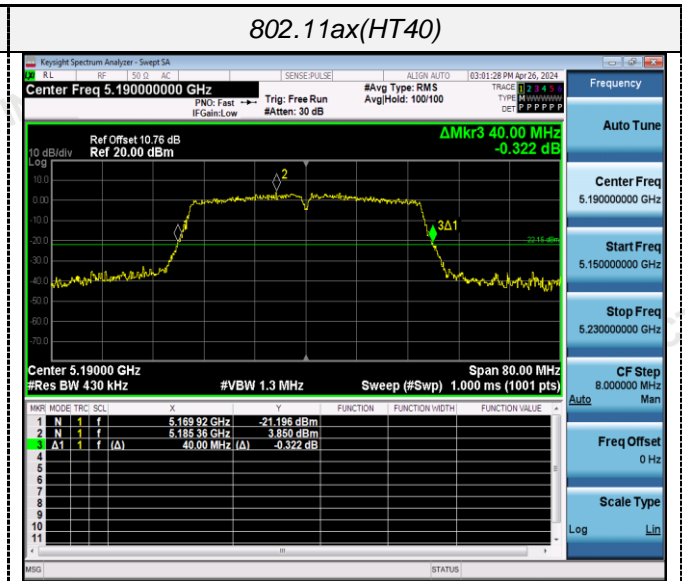 802.11ax(HT40)
Keysight Spectrum Analyzer - Swept SA
RL RF 50 Ω AC SENSE:PULSE ALIGN AUTO 03:01:28 PM Apr 26, 2024
Center Freq 5.190000000 GHz
PNO: Fast
IFGain:Low
Trig: Free Run
#Atten: 30 dB
#Avg Type: RMS
Avg|Hold: 100/100
TRACE 1 2 3 4 5 6
TYPE M WWWWW
DET P P P P P P
Frequency
Ref Offset 10.76 dB
10 dB/div Ref 20.00 dBm
Log
ΔMkr3 40.00 MHz
-0.322 dB
10.0
0.00
-10.0
-20.0
-30.0
-40.0
-50.0
-60.0
-70.0
2
3Δ1
-22.15 dBm
Center 5.19000 GHz Span 80.00 MHz
#Res BW 430 kHz #VBW 1.3 MHz Sweep (#Swp) 1.000 ms (1001 pts)
MKR MODE TRC SCL X Y FUNCTION FUNCTION WIDTH FUNCTION VALUE
1 N 1 f 5.169 92 GHz -21.196 dBm
2 N 1 f 5.185 36 GHz 3.850 dBm
3 Δ1 1 f (Δ) 40.00 MHz (Δ) -0.322 dB
4
5
6
7
8
9
10
11
MSG STATUS
Auto Tune
Center Freq
5.190000000 GHz
Start Freq
5.150000000 GHz
Stop Freq
5.230000000 GHz
CF Step
8.000000 MHz
Auto Man
Freq Offset
0 Hz
Scale Type
Log Lin